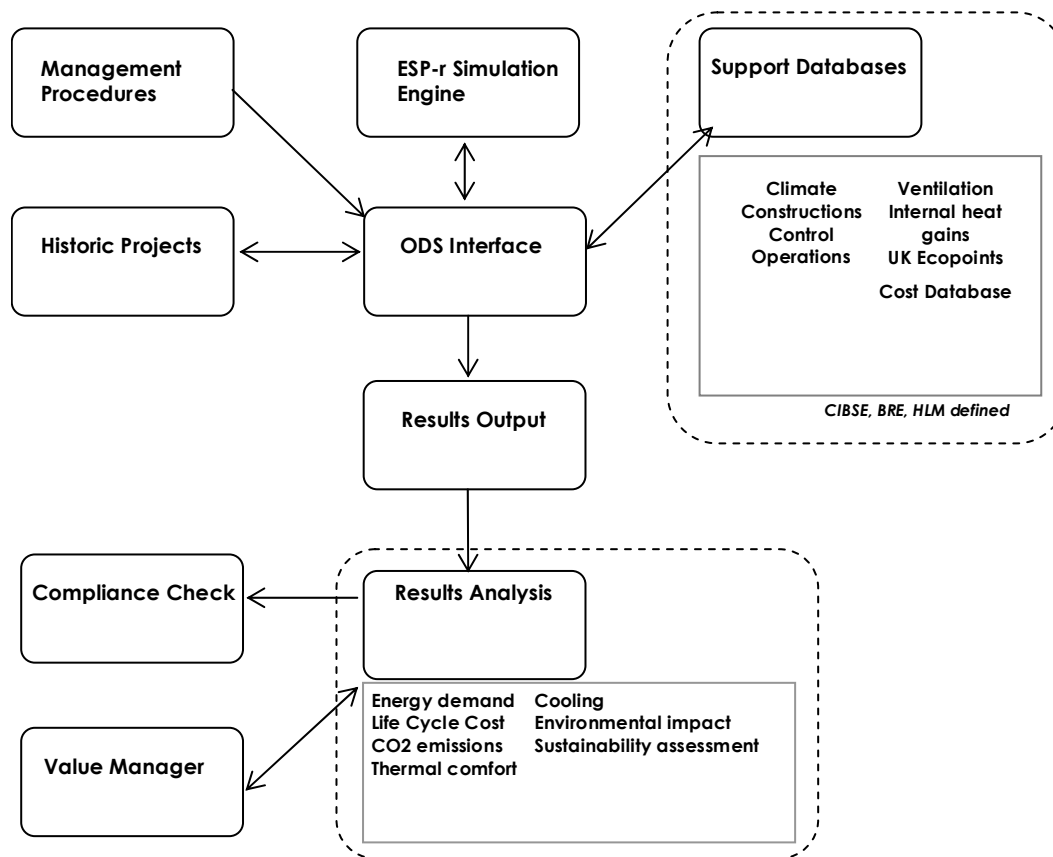 Management
Procedures
ESP-r Simulation
Engine
Support Databases
Climate
Constructions
Control
Operations
Ventilation
Internal heat
gains
UK Ecopoints
Cost Database
CIBSE, BRE, HLM defined
Historic Projects
ODS Interface
Results Output
Compliance Check
Results Analysis
Energy demand
Life Cycle Cost
CO2 emissions
Thermal comfort
Cooling
Environmental impact
Sustainability assessment
Value Manager